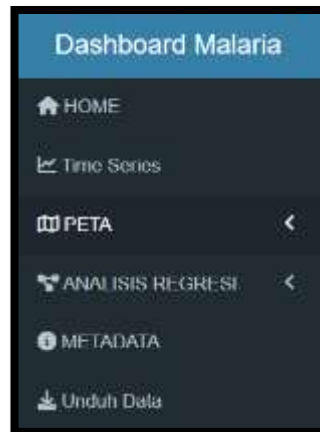 Dashboard Malaria
HOME
Time Series
PETA
ANALISIS REGRESI
METADATA
Unduh Data